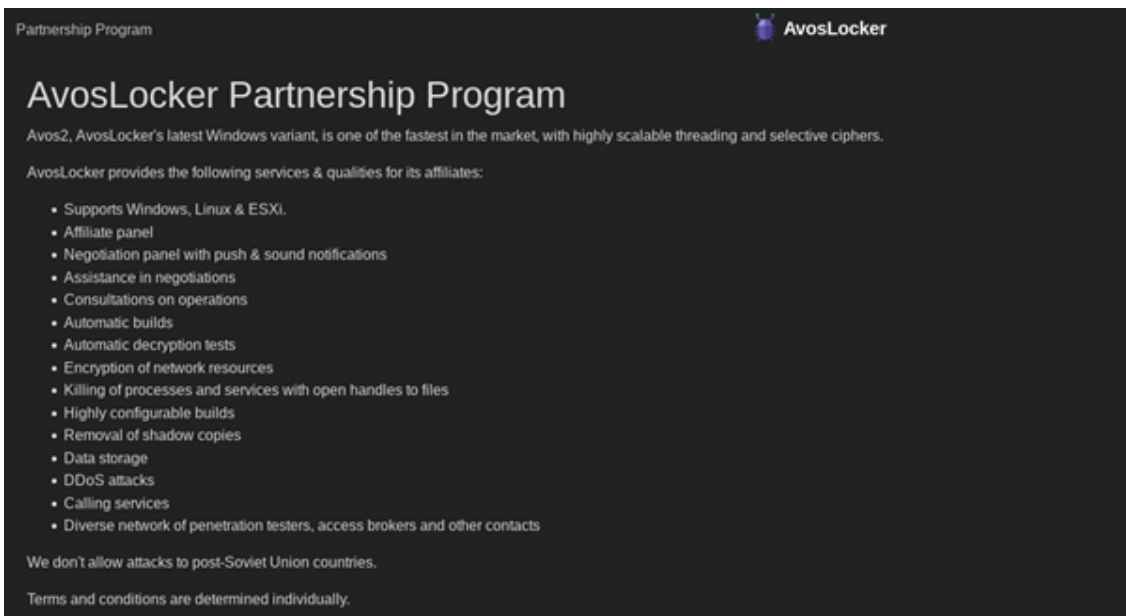 Partnership Program
AvosLocker
AvosLocker Partnership Program
Avos2, AvosLocker's latest Windows variant, is one of the fastest in the market, with highly scalable threading and selective ciphers.
AvosLocker provides the following services & qualities for its affiliates:
• Supports Windows, Linux & ESXi.
• Affiliate panel
• Negotiation panel with push & sound notifications
• Assistance in negotiations
• Consultations on operations
• Automatic builds
• Automatic decryption tests
• Encryption of network resources
• Killing of processes and services with open handles to files
• Highly configurable builds
• Removal of shadow copies
• Data storage
• DDoS attacks
• Calling services
• Diverse network of penetration testers, access brokers and other contacts
We don't allow attacks to post-Soviet Union countries.
Terms and conditions are determined individually.